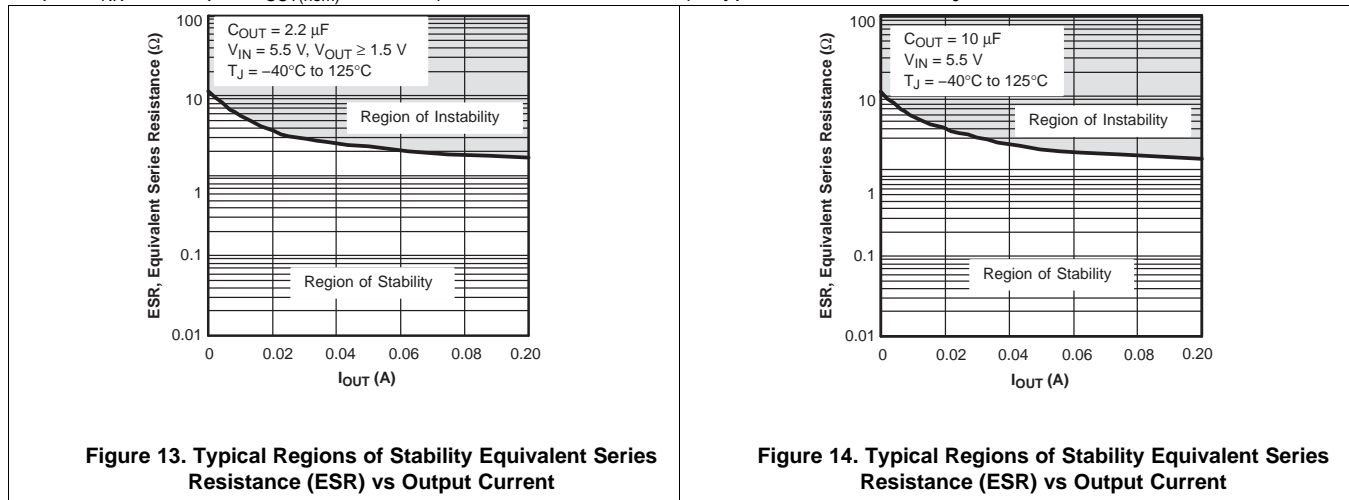 100
10
1
0.1
0.01
ESR, Equivalent Series Resistance (Ω)
C_OUT = 2.2 µF
V_IN = 5.5 V, V_OUT ≥ 1.5 V
T_J = –40°C to 125°C
Region of Instability
Region of Stability
0 0.02 0.04 0.06 0.08 0.20
I_OUT (A)
Figure 13. Typical Regions of Stability Equivalent Series
Resistance (ESR) vs Output Current
100
10
1
0.1
0.01
ESR, Equivalent Series Resistance (Ω)
C_OUT = 10 µF
V_IN = 5.5 V
T_J = –40°C to 125°C
Region of Instability
Region of Stability
0 0.02 0.04 0.06 0.08 0.20
I_OUT (A)
Figure 14. Typical Regions of Stability Equivalent Series
Resistance (ESR) vs Output Current